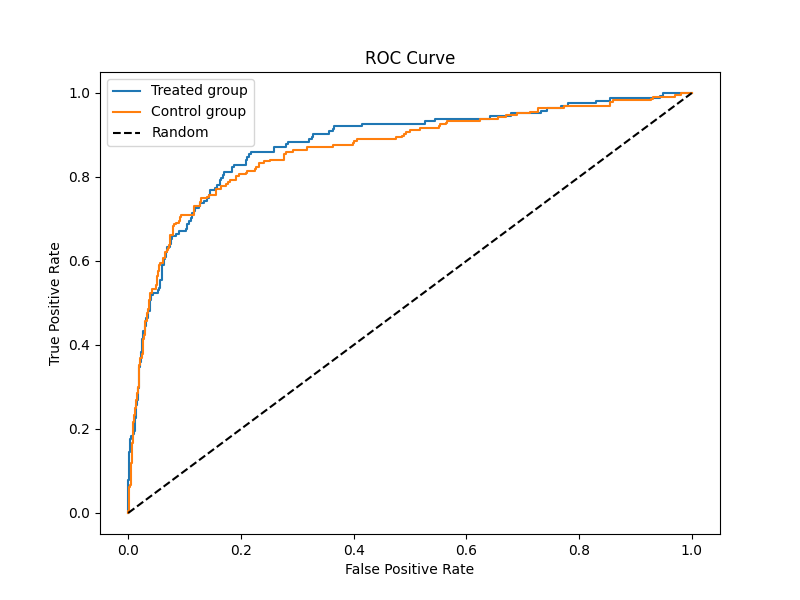 ROC Curve
Treated group
Control group
Random
True Positive Rate
1.0
0.8
0.6
0.4
0.2
0.0
0.0 0.2 0.4 0.6 0.8 1.0
False Positive Rate